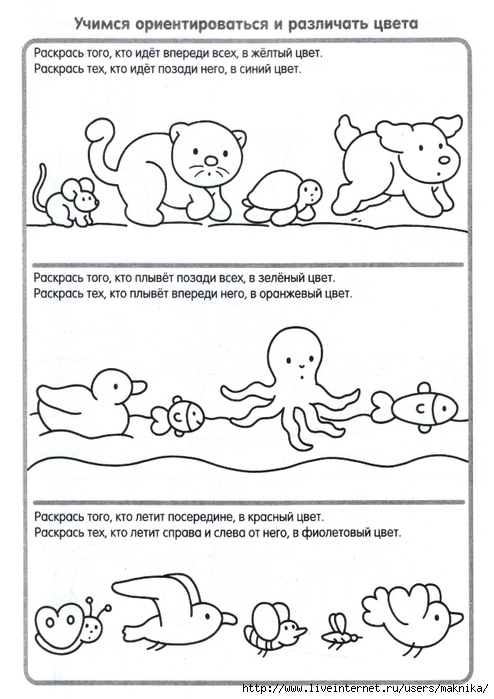 Учимся ориентироваться и различать цвета
Раскрась того, кто идёт впереди всех, в жёлтый цвет.
Раскрась тех, кто идёт позади него, в синий цвет.
Раскрась того, кто плывёт позади всех, в зелёный цвет.
Раскрась тех, кто плывёт впереди него, в оранжевый цвет.
Раскрась того, кто летит посередине, в красный цвет.
Раскрась тех, кто летит справа и слева от него, в фиолетовый цвет.
http://www.liveinternet.ru/users/maknika/